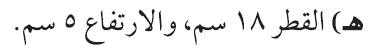 هـ) القطر ١٨ سم، والارتفاع ٥ سم.